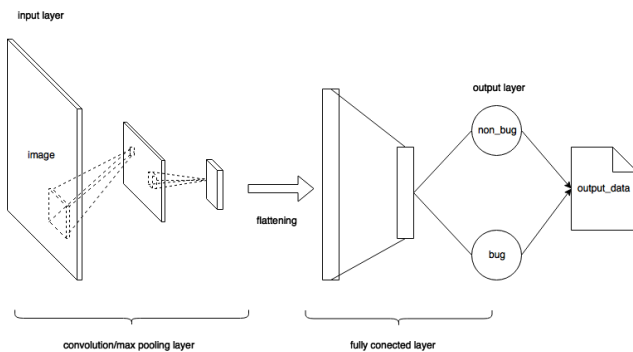 input layer
image
flattening
output layer
non_bug
bug
output_data
convolution/max pooling layer
fully conected layer